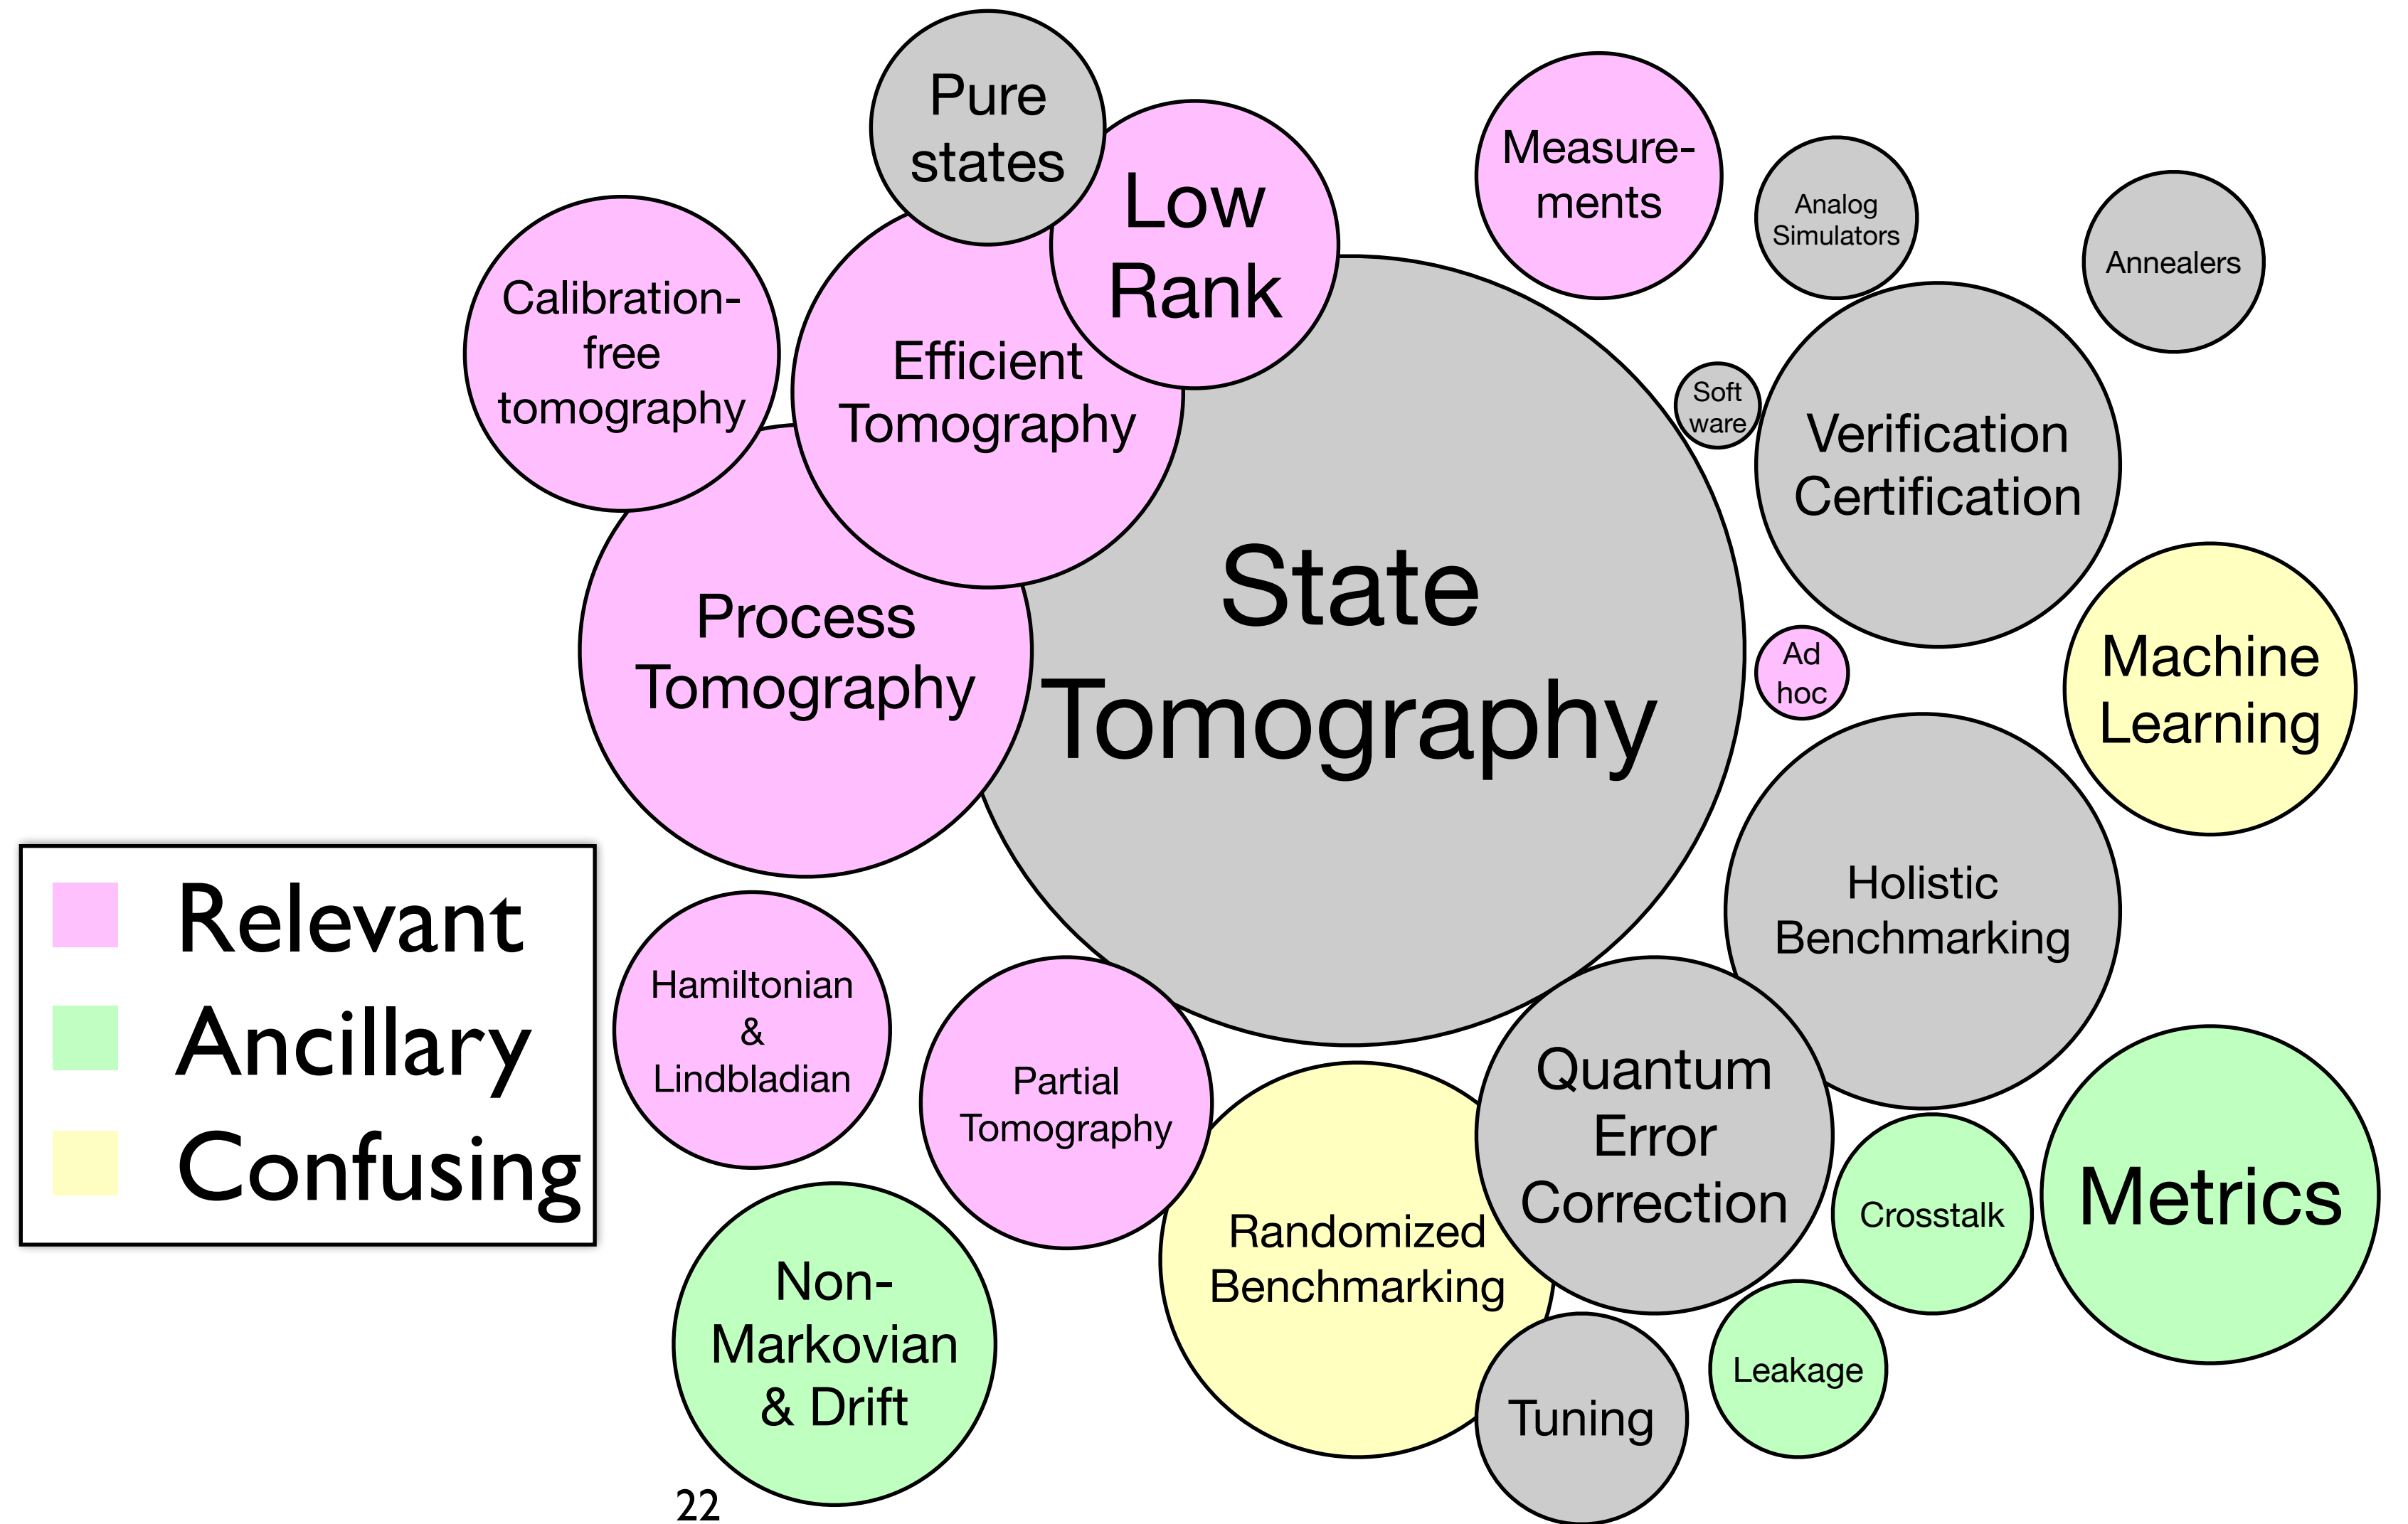 Pure
states
Low
Rank
Measure-
ments
Analog
Simulators
Annealers
Calibration-
free
tomography
Efficient
Tomography
Soft
ware
Verification
Certification
State
Tomography
Process
Tomography
Ad
hoc
Machine
Learning
Holistic
Benchmarking
Relevant
Ancillary
Confusing
Hamiltonian
&
Lindbladian
Partial
Tomography
Quantum
Error
Correction
Randomized
Benchmarking
Crosstalk
Metrics
Non-
Markovian
& Drift
Leakage
Tuning
22